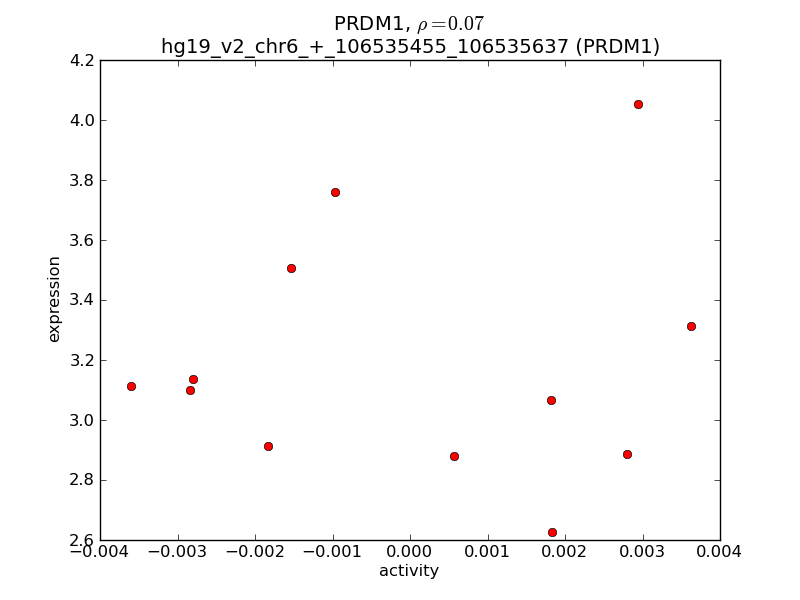 PRDM1, ρ=0.07
hg19_v2_chr6_+_106535455_106535637 (PRDM1)
4.2
4.0
3.8
3.6
3.4
3.2
3.0
2.8
2.6
expression
−0.004 −0.003 −0.002 −0.001 0.000 0.001 0.002 0.003 0.004
activity